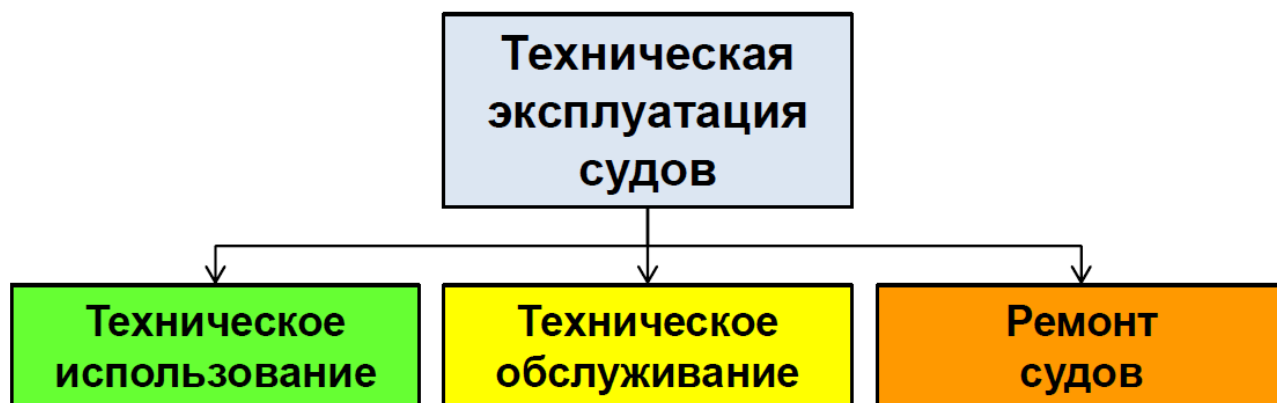 Техническая
эксплуатация
судов
Техническое
использование
Техническое
обслуживание
Ремонт
судов